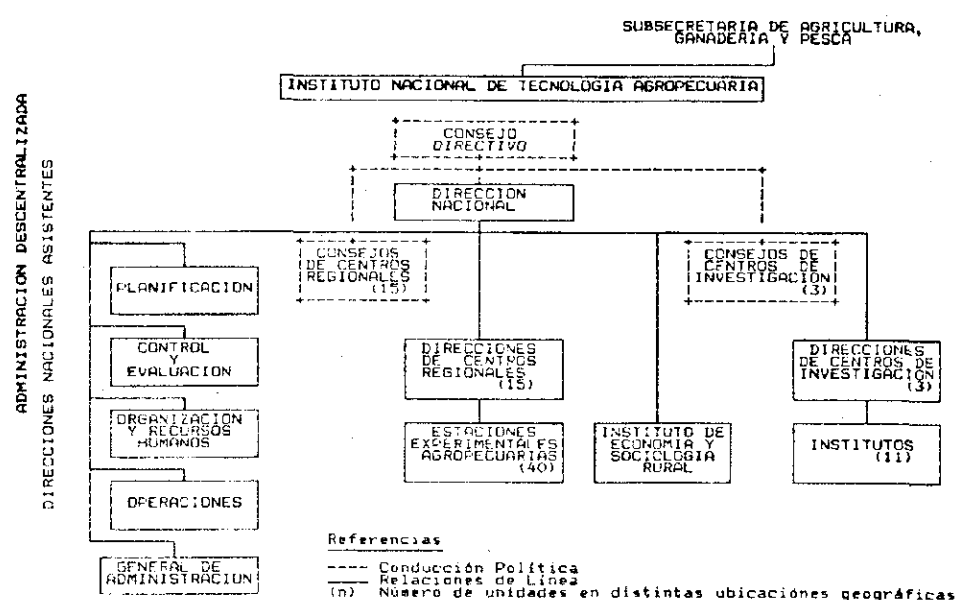 SUBSECRETARIA DE AGRICULTURA,
GANADERIA Y PESCA
INSTITUTO NACIONAL DE TECNOLOGIA AGROPECUARIA
ADMINISTRACION DESCENTRALIZADA
DIRECCIONES NACIONALES ASISTENTES
CONSEJO
DIRECTIVO
DIRECCION
NACIONAL
CONSEJOS
DE CENTROS
REGIONALES
(15)
CONSEJOS DE
CENTROS DE
INVESTIGACION
(3)
PLANIFICACION
CONTROL
Y
EVALUACION
ORGANIZACION
Y RECURSOS
HUMANOS
OPERACIONES
GENERAL DE
ADMINISTRACION
DIRECCIONES
DE CENTROS
REGIONALES
(15)
DIRECCIONES
DE CENTROS DE
INVESTIGACION
(3)
ESTACIONES
EXPERIMENTALES
AGROPECUARIAS
(40)
INSTITUTO DE
ECONOMIA Y
SOCIOLOGIA
RURAL
INSTITUTOS
(11)
Referencias
---- Conducción Política
____ Relaciones de Línea
(n) Número de unidades en distintas ubicaciónes geográficas